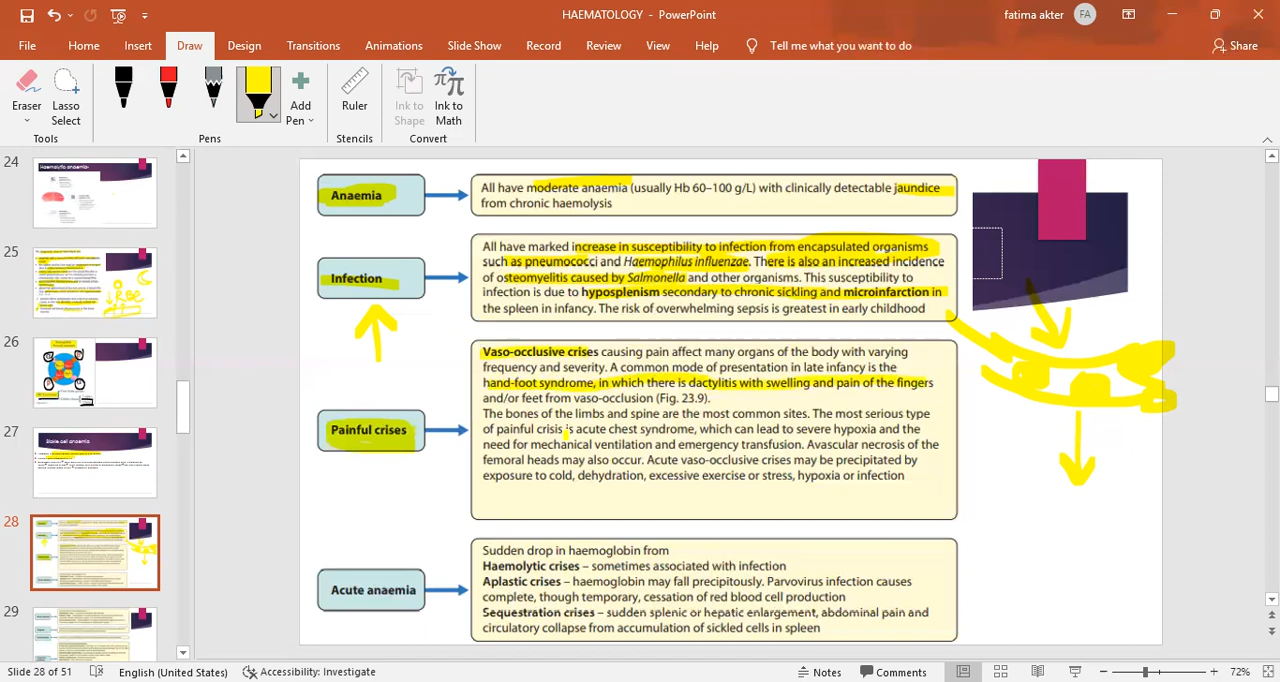 HAEMATOLOGY - PowerPoint
fatima akter FA
File Home Insert Draw Design Transitions Animations Slide Show Record Review View Help Tell me what you want to do Share
Eraser Lasso Select Add Pen Ruler Ink to Shape Ink to Math
Tools Pens Stencils Convert
24
Haemolytic anaemia
25
26
27
Sickle cell anaemia
28
29
Anaemia
All have moderate anaemia (usually Hb 60–100 g/L) with clinically detectable jaundice
from chronic haemolysis
Infection
All have marked increase in susceptibility to infection from encapsulated organisms
such as pneumococci and Haemophilus influenzae. There is also an increased incidence
of osteomyelitis caused by Salmonella and other organisms. This susceptibility to
infection is due to hyposplenism secondary to chronic sickling and microinfarction in
the spleen in infancy. The risk of overwhelming sepsis is greatest in early childhood
Painful crises
Vaso-occlusive crises causing pain affect many organs of the body with varying
frequency and severity. A common mode of presentation in late infancy is the
hand-foot syndrome, in which there is dactylitis with swelling and pain of the fingers
and/or feet from vaso-occlusion (Fig. 23.9).
The bones of the limbs and spine are the most common sites. The most serious type
of painful crisis is acute chest syndrome, which can lead to severe hypoxia and the
need for mechanical ventilation and emergency transfusion. Avascular necrosis of the
femoral heads may also occur. Acute vaso-occlusive crises may be precipitated by
exposure to cold, dehydration, excessive exercise or stress, hypoxia or infection
Acute anaemia
Sudden drop in haemoglobin from
Haemolytic crises – sometimes associated with infection
Aplastic crises – haemoglobin may fall precipitously. Parvovirus infection causes
complete, though temporary, cessation of red blood cell production
Sequestration crises – sudden splenic or hepatic enlargement, abdominal pain and
circulatory collapse from accumulation of sickled cells in spleen
Slide 28 of 51 English (United States) Accessibility: Investigate Notes Comments 72%